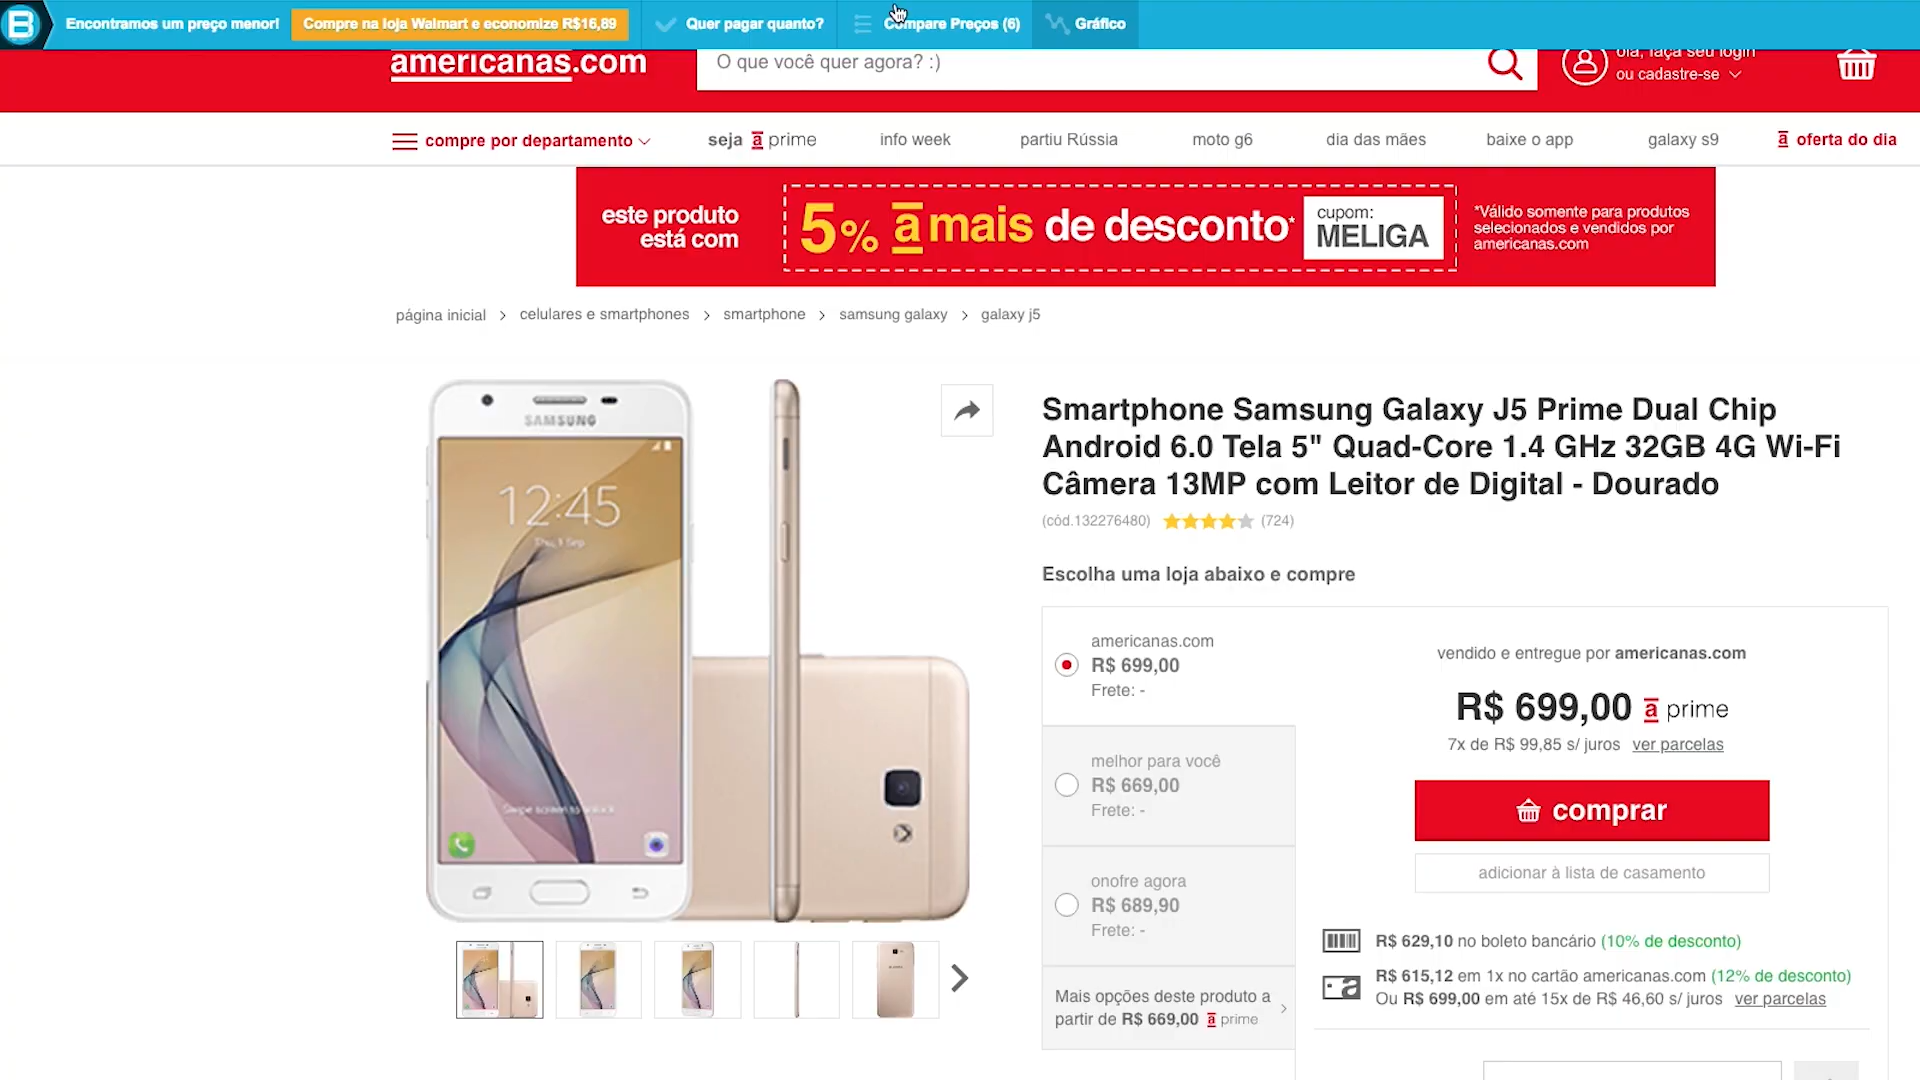 B
Encontramos um preço menor!
Compre na loja Walmart e economize R$16,89
Quer pagar quanto?
Compare Preços (6)
Gráfico
americanas.com
O que você quer agora? :)
olá, faça seu login
ou cadastre-se
compre por departamento
seja a prime
info week
partiu Rússia
moto g6
dia das mães
baixe o app
galaxy s9
a oferta do dia
este produto
está com
5% a mais de desconto*
cupom:
MELIGA
*Válido somente para produtos
selecionados e vendidos por
americanas.com
página inicial > celulares e smartphones > smartphone > samsung galaxy > galaxy j5
SAMSUNG
12:45
Thu, 1 Sep
Swipe screen to unlock
Smartphone Samsung Galaxy J5 Prime Dual Chip
Android 6.0 Tela 5" Quad-Core 1.4 GHz 32GB 4G Wi-Fi
Câmera 13MP com Leitor de Digital - Dourado
(cód.132276480) (724)
Escolha uma loja abaixo e compre
americanas.com
R$ 699,00
Frete: -
melhor para você
R$ 669,00
Frete: -
onofre agora
R$ 689,90
Frete: -
Mais opções deste produto a
partir de R$ 669,00 a prime
vendido e entregue por americanas.com
R$ 699,00 a prime
7x de R$ 99,85 s/ juros ver parcelas
comprar
adicionar à lista de casamento
R$ 629,10 no boleto bancário (10% de desconto)
R$ 615,12 em 1x no cartão americanas.com (12% de desconto)
Ou R$ 699,00 em até 15x de R$ 46,60 s/ juros ver parcelas